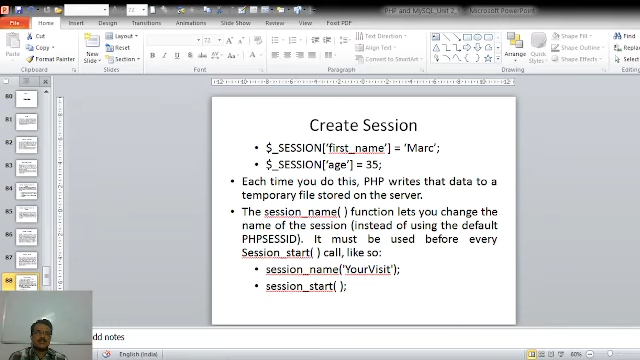 PHP and MySQL_Unit 2_ - Microsoft PowerPoint
File Home Insert Design Transitions Animations Slide Show Review View Foxit PDF
Paste
Cut
Copy
Format Painter
Clipboard
New Slide
Layout
Reset
Section
Slides
Font
Paragraph
Text Direction
Align Text
Convert to SmartArt
Arrange
Quick Styles
Shape Fill
Shape Outline
Shape Effects
Drawing
Find
Replace
Select
Editing
80
81
82
83
84
85
86
87
88
Create Session
• $_SESSION['first_name'] = 'Marc';
• $_SESSION['age'] = 35;
• Each time you do this, PHP writes that data to a
temporary file stored on the server.
• The session_name( ) function lets you change the
name of the session (instead of using the default
PHPSESSID). It must be used before every
Session_start( ) call, like so:
• session_name('YourVisit');
• session_start( );
dd notes
English (India)
60%